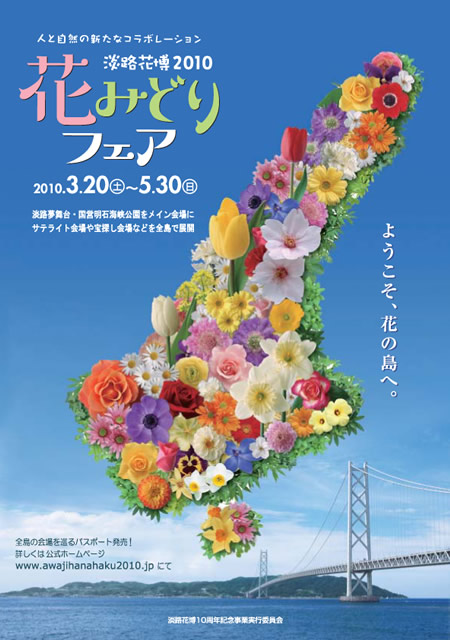 人と自然の新たなコラボレーション
淡路花博2010
花みどり
フェア
2010.3.20㊏～5.30㊐
淡路夢舞台・国営明石海峡公園をメイン会場に
サテライト会場や宝探し会場などを全島で展開
ようこそ、花の島へ。
全島の会場を巡るパスポート発売！
詳しくは公式ホームページ
www.awajihanahaku2010.jp にて
淡路花博10周年記念事業実行委員会